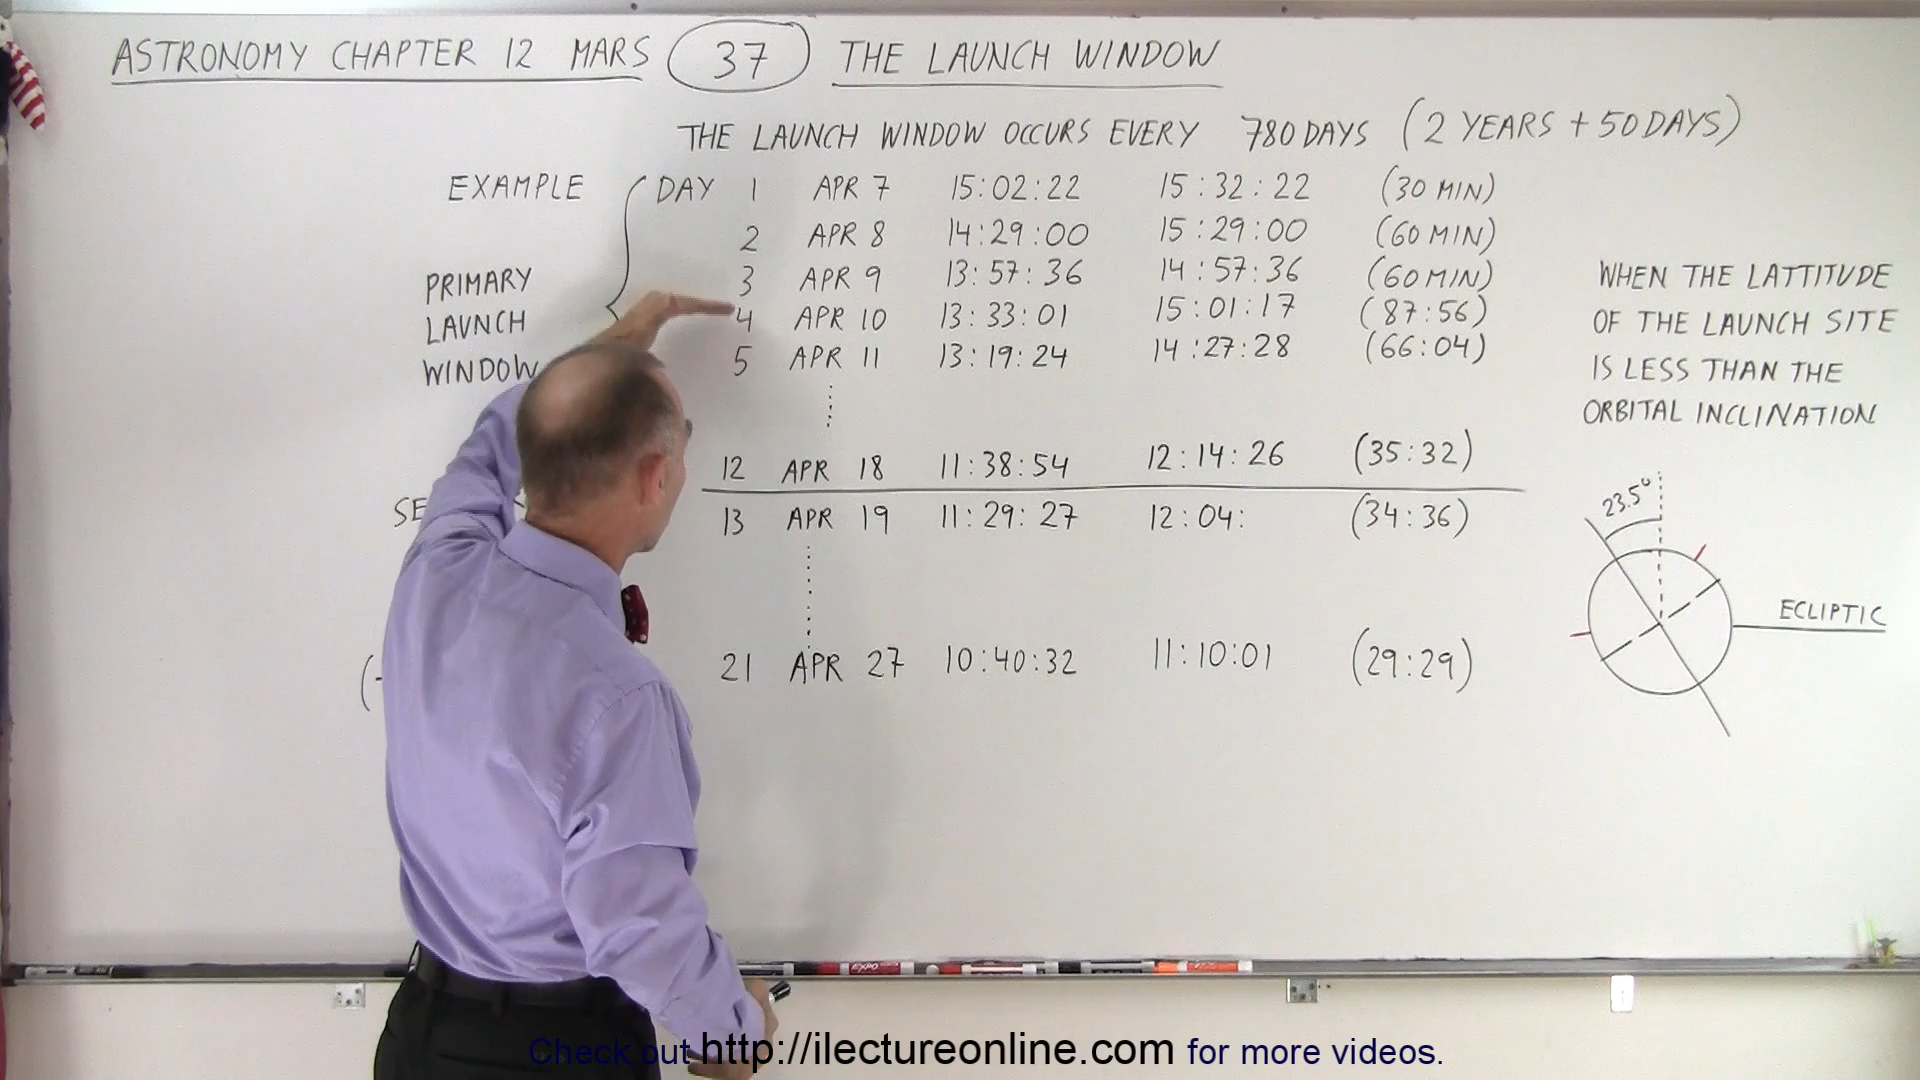 ASTRONOMY CHAPTER 12 MARS 37 THE LAUNCH WINDOW
THE LAUNCH WINDOW OCCURS EVERY 780 DAYS (2 YEARS + 50 DAYS)
EXAMPLE DAY 1 APR 7 15:02:22 15:32:22 (30 MIN)
2 APR 8 14:29:00 15:29:00 (60 MIN)
PRIMARY 3 APR 9 13:57:36 14:57:36 (60 MIN)
LAUNCH 4 APR 10 13:33:01 15:01:17 (87:56)
WINDOW 5 APR 11 13:19:24 14:27:28 (66:04)
12 APR 18 11:38:54 12:14:26 (35:32)
13 APR 19 11:29:27 12:04: (34:36)
21 APR 27 10:40:32 11:10:01 (29:29)
WHEN THE LATTITUDE
OF THE LAUNCH SITE
IS LESS THAN THE
ORBITAL INCLINATION
23.5°
ECLIPTIC
EXPO
Check out http://ilectureonline.com for more videos.